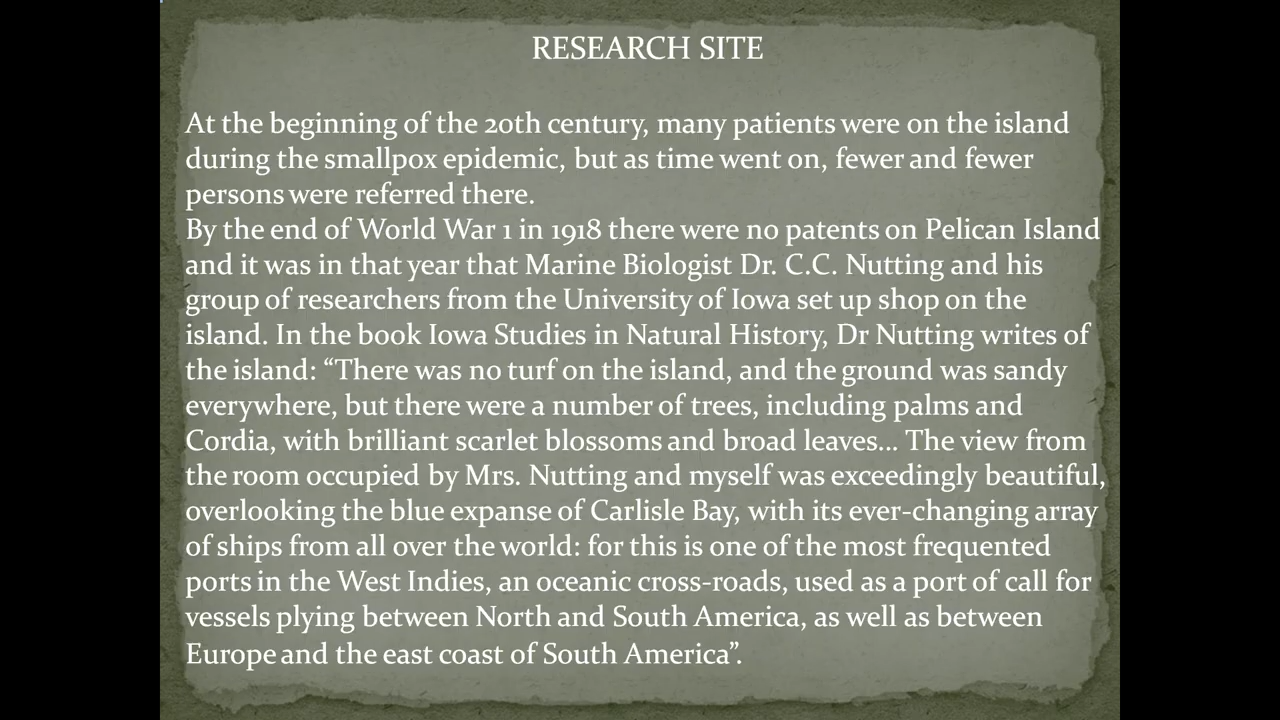 RESEARCH SITE
At the beginning of the 20th century, many patients were on the island
during the smallpox epidemic, but as time went on, fewer and fewer
persons were referred there.
By the end of World War 1 in 1918 there were no patents on Pelican Island
and it was in that year that Marine Biologist Dr. C.C. Nutting and his
group of researchers from the University of Iowa set up shop on the
island. In the book Iowa Studies in Natural History, Dr Nutting writes of
the island: “There was no turf on the island, and the ground was sandy
everywhere, but there were a number of trees, including palms and
Cordia, with brilliant scarlet blossoms and broad leaves... The view from
the room occupied by Mrs. Nutting and myself was exceedingly beautiful,
overlooking the blue expanse of Carlisle Bay, with its ever-changing array
of ships from all over the world: for this is one of the most frequented
ports in the West Indies, an oceanic cross-roads, used as a port of call for
vessels plying between North and South America, as well as between
Europe and the east coast of South America”.